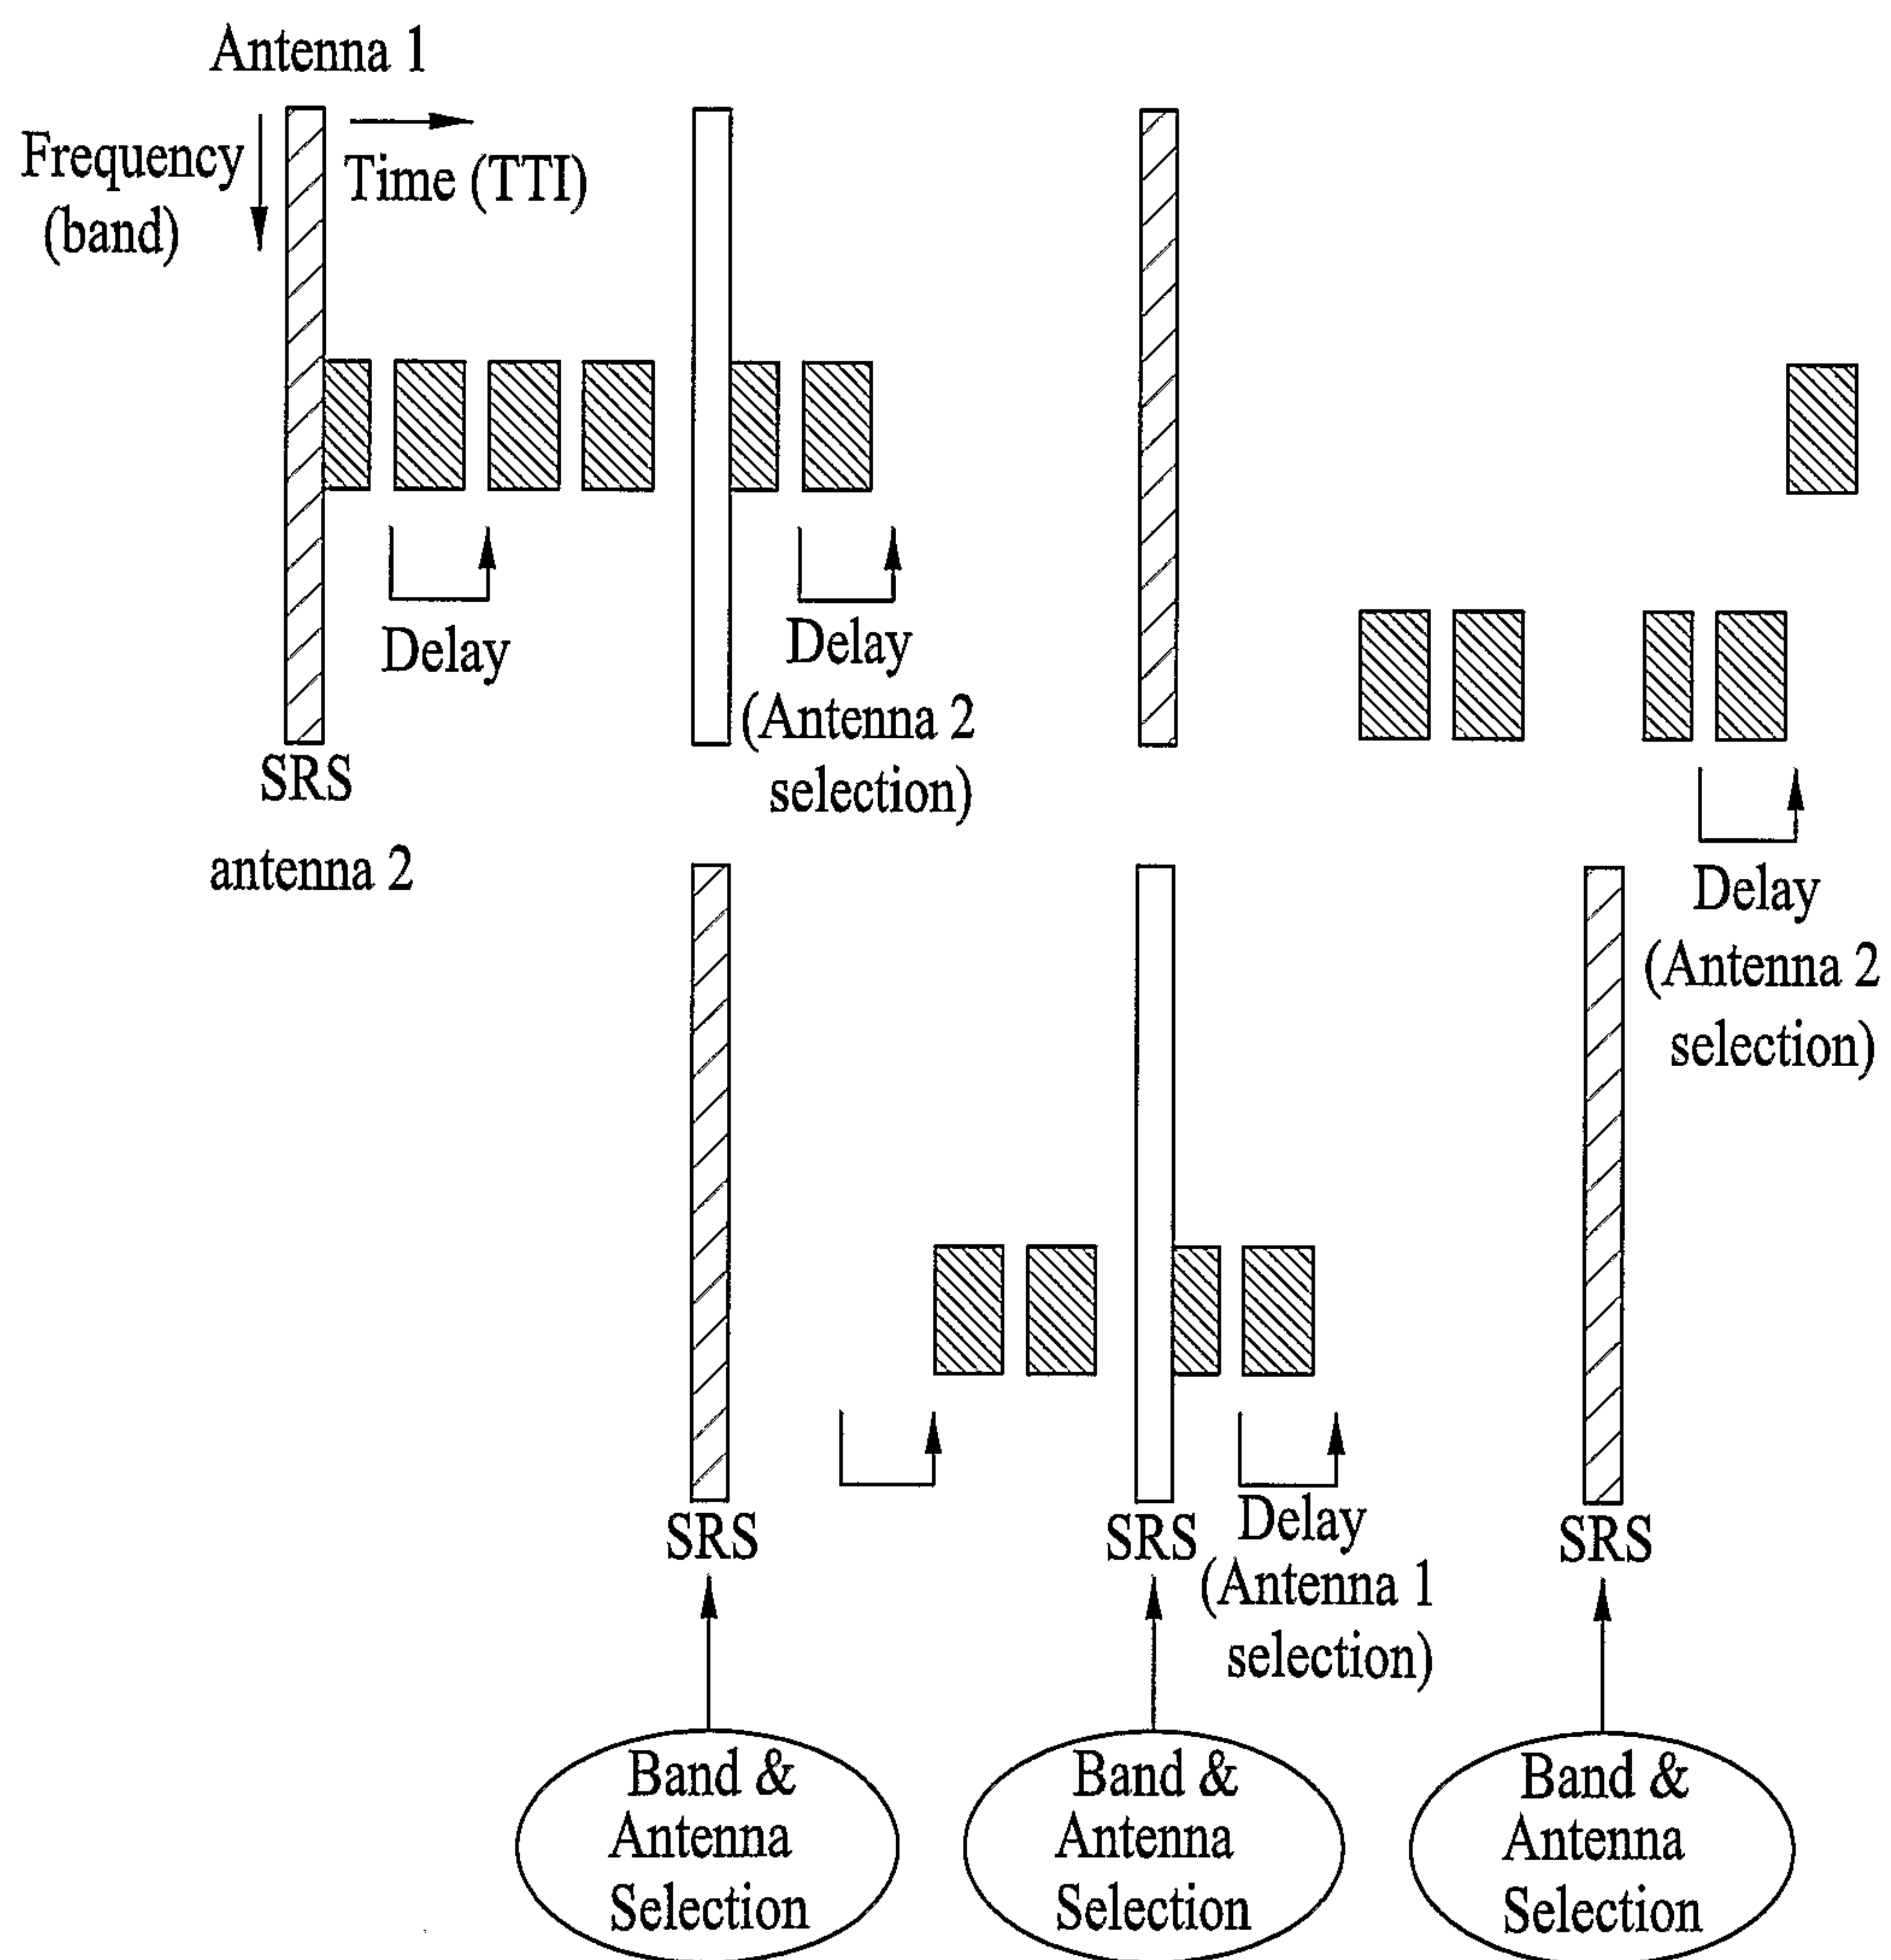 Antenna 1
Frequency
(band)
Time (TTI)
Delay
Delay
(Antenna 2
selection)
SRS
antenna 2
Delay
(Antenna 2
selection)
SRS
SRS
Delay
(Antenna 1
selection)
SRS
Band &
Antenna
Selection
Band &
Antenna
Selection
Band &
Antenna
Selection